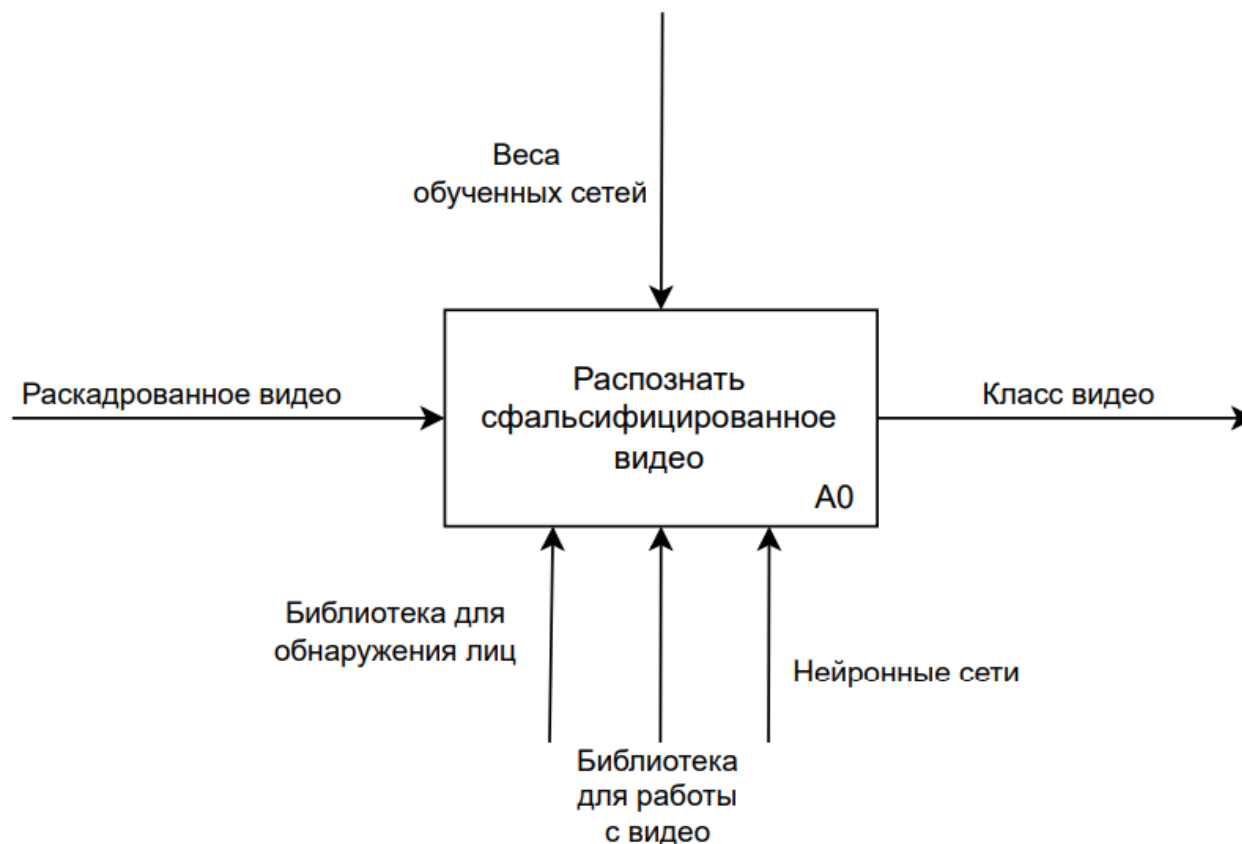 Веса
обученных сетей
Раскадрованное видео
Распознать
сфальсифицированное
видео
A0
Класс видео
Библиотека для
обнаружения лиц
Нейронные сети
Библиотека
для работы
с видео